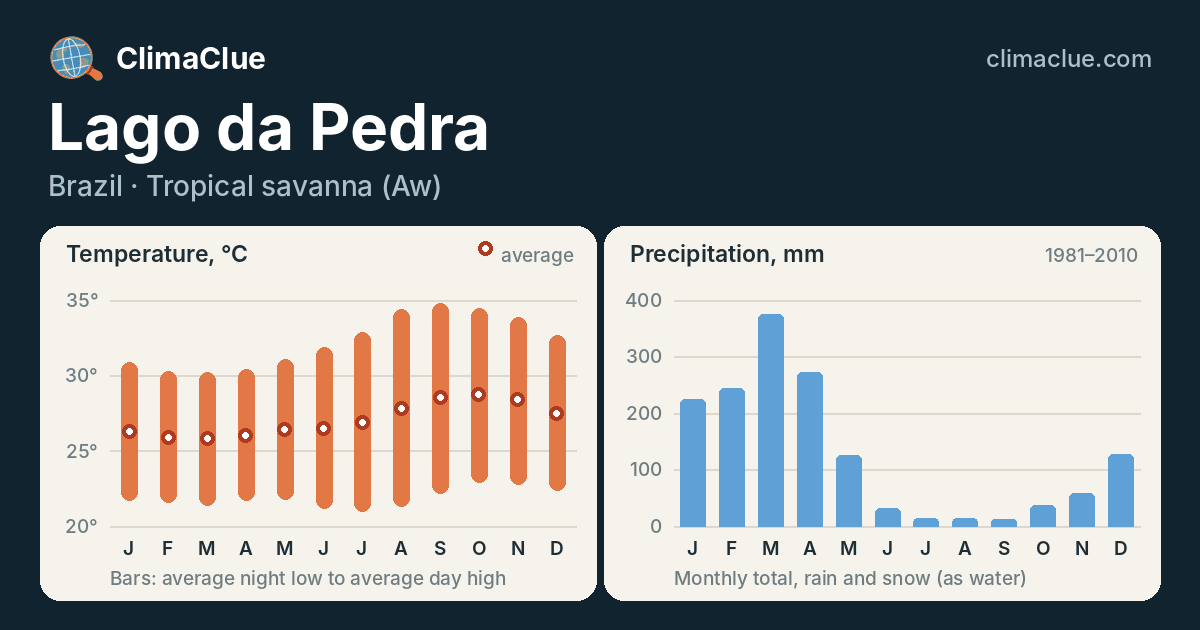 ClimaClue
climaclue.com
Lago da Pedra
Brazil · Tropical savanna (Aw)
Temperature, °C
average
35°
30°
25°
20°
J F M A M J J A S O N D
Bars: average night low to average day high
Precipitation, mm
1981–2010
400
300
200
100
0
J F M A M J J A S O N D
Monthly total, rain and snow (as water)